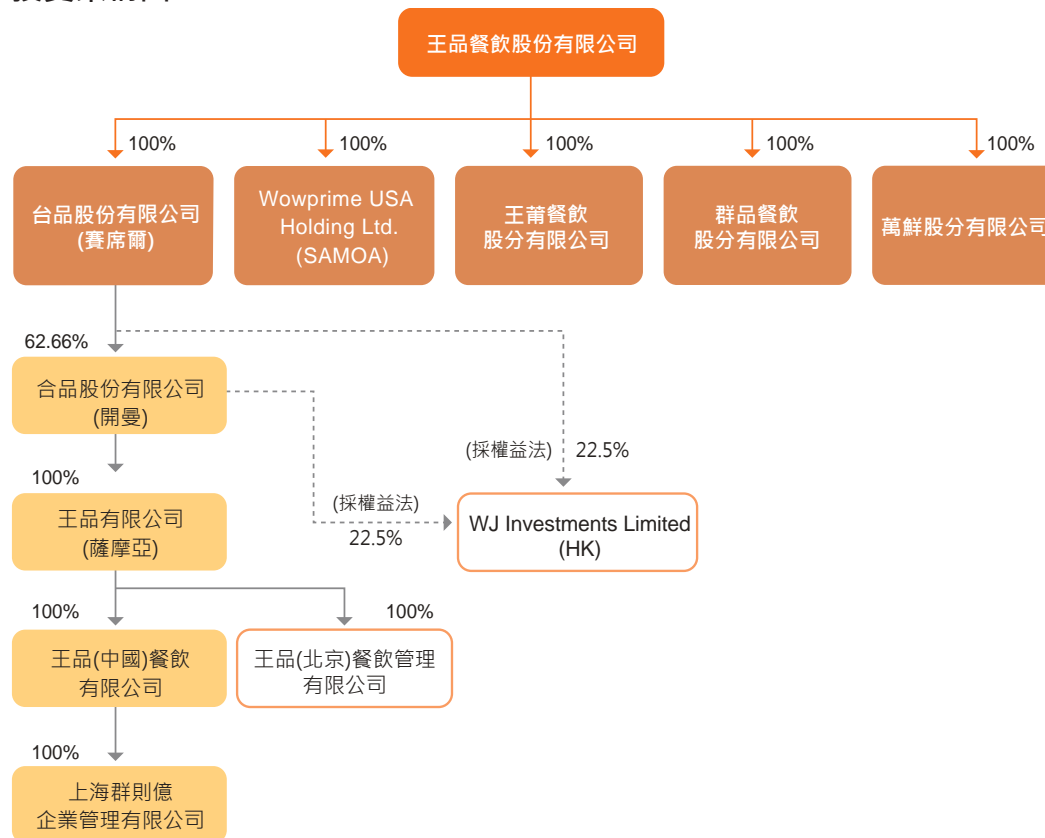 王品餐飲股份有限公司
100%
100%
100%
100%
100%
台品股份有限公司
(賽席爾)
Wowprime USA
Holding Ltd.
(SAMOA)
王莆餐飲
股分有限公司
群品餐飲
股分有限公司
萬鮮股分有限公司
62.66%
合品股份有限公司
(開曼)
(採權益法)
22.5%
100%
(採權益法)
22.5%
王品有限公司
(薩摩亞)
WJ Investments Limited
(HK)
100%
100%
王品(中國)餐飲
有限公司
王品(北京)餐飲管理
有限公司
100%
上海群則億
企業管理有限公司